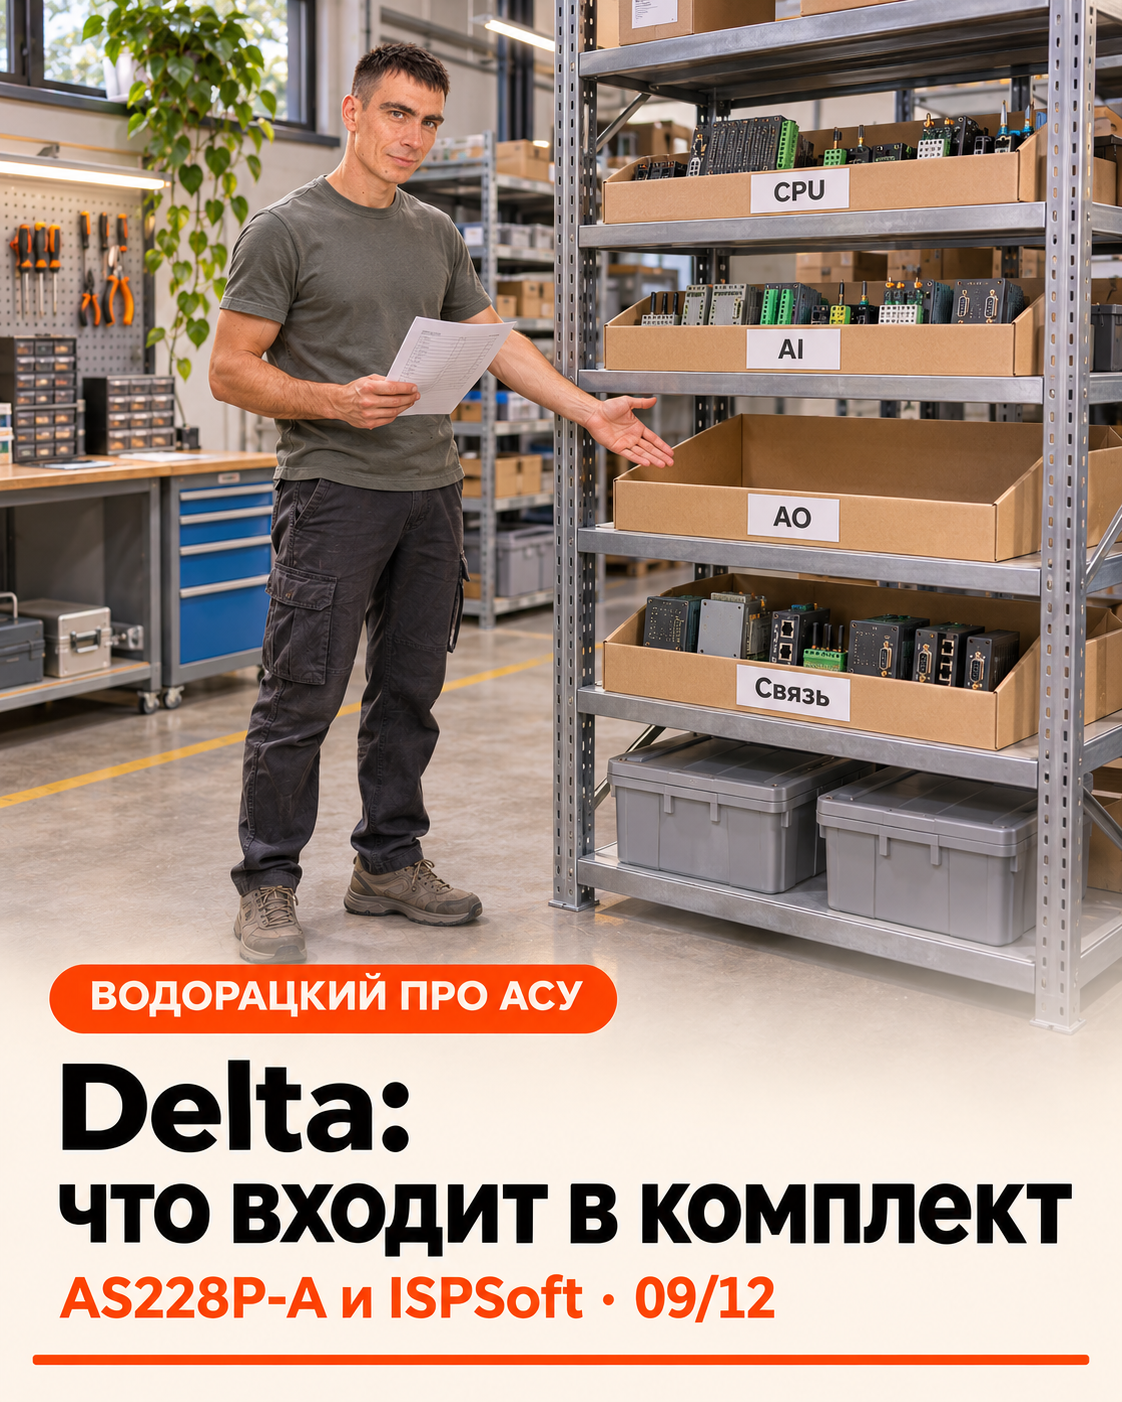 CPU
AI
AO
Связь
ВОДОРАЦКИЙ ПРО АСУ
Delta:
что входит в комплект
AS228P-A и ISPSoft · 09/12